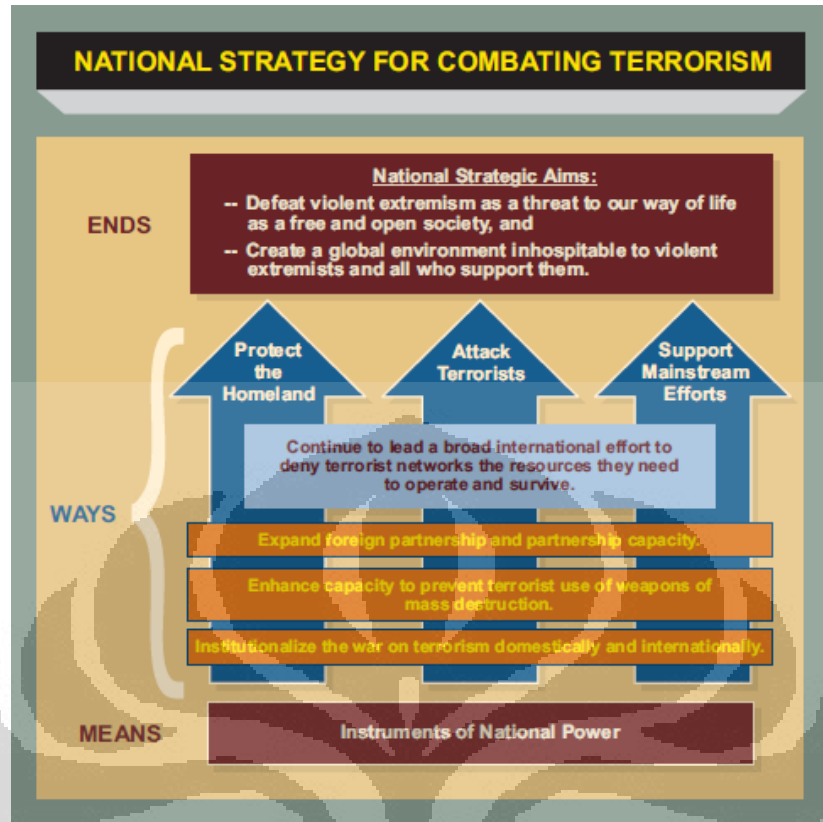 NATIONAL STRATEGY FOR COMBATING TERRORISM
ENDS
National Strategic Aims:
-- Defeat violent extremism as a threat to our way of life
as a free and open society, and
-- Create a global environment inhospitable to violent
extremists and all who support them.
WAYS
Protect
the
Homeland
Attack
Terrorists
Support
Mainstream
Efforts
Continue to lead a broad international effort to
deny terrorist networks the resources they need
to operate and survive.
Expand foreign partnership and partnership capacity.
Enhance capacity to prevent terrorist use of weapons of
mass destruction.
Institutionalize the war on terrorism domestically and internationally.
MEANS
Instruments of National Power